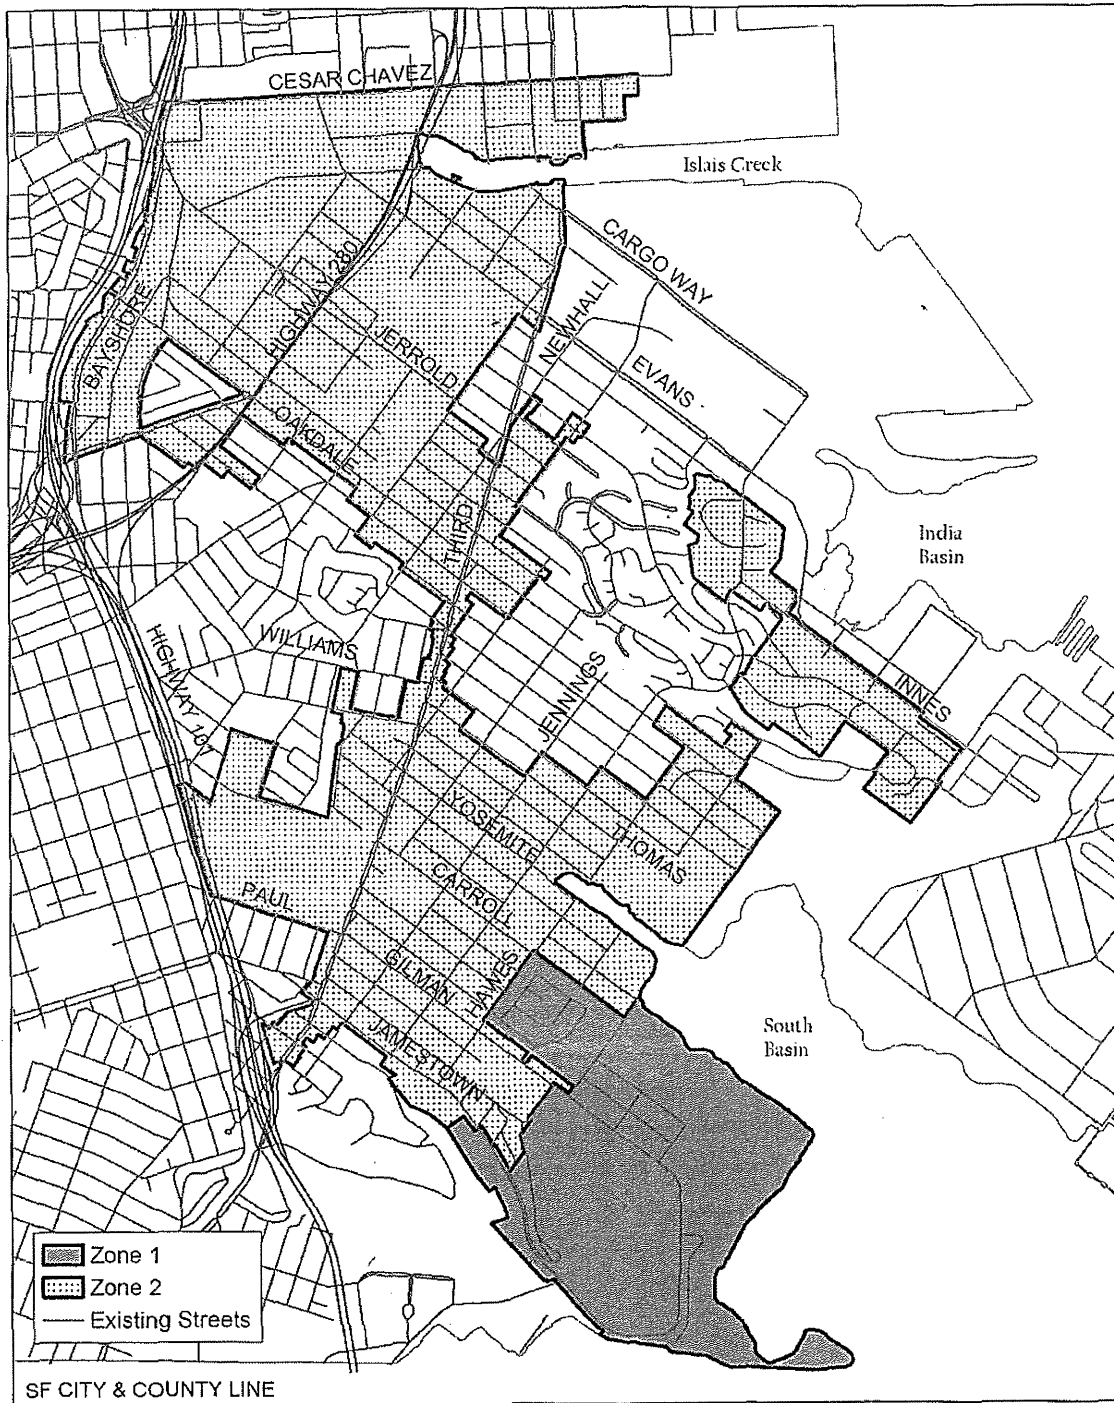 CESAR CHAVEZ
Islais Creek
CARGO WAY
BAYSHORE
HIGHWAY 280
JERROLD
NEWHALL
EVANS
OAKDALE
THIRD
India
Basin
WILLIAMS
HIGHWAY 101
JENNINGS
INNES
YOSEMITE
THOMAS
CARROLL
PAUL
GILMAN
JAMES
JAMESTOWN
South
Basin
Zone 1
Zone 2
Existing Streets
SF CITY & COUNTY LINE